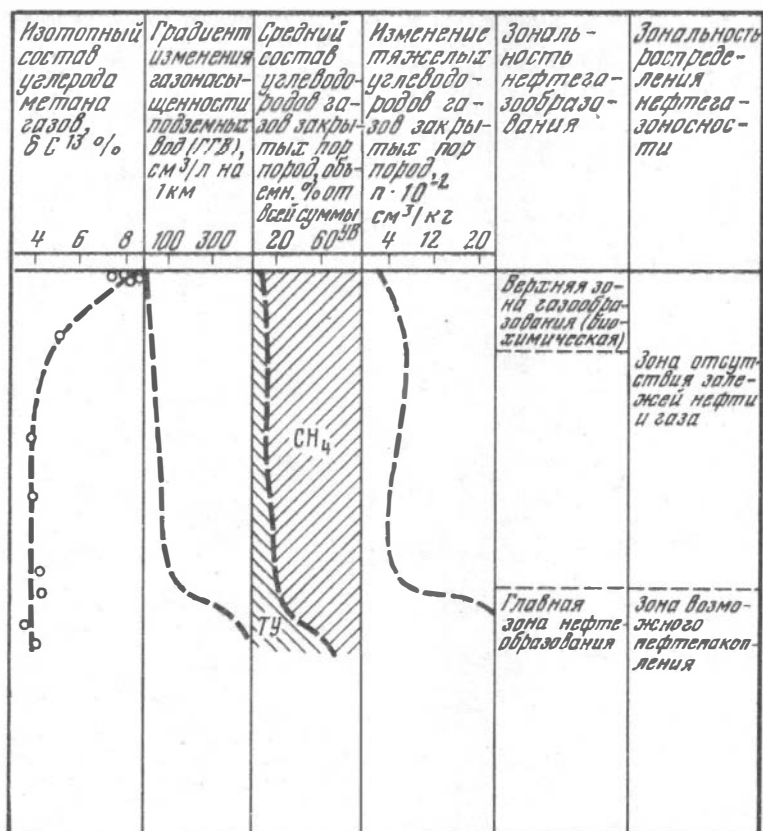 Изотопный
состав
углерода
метана
газов,
δ C 13 %
4 6 8
Градиент
изменения
газонасы-
щенности
подземных
вод (ГГВ),
см³/л на
1км
100 300
Средний
состав
углеводо-
родов га-
зов закры-
тых пор
пород, объ-
емн. % от
всей суммы
УВ
20 60
Изменение
тяжелых
углеводо-
родов га-
зов закры-
тых пор
пород,
п · 10⁻²
см³/кг
4 12 20
Зональ-
ность
нефтега-
зообразо-
вания
Зональность
распреде-
ления
нефтега-
зоноснос-
ти
CH₄
ТУ
Верхняя зо-
на газообра-
зования (био-
химическая)
Главная
зона нефте-
образования
Зона отсут-
ствия зале-
жей нефти
и газа
Зона возмо-
жного
нефтенакоп-
ления